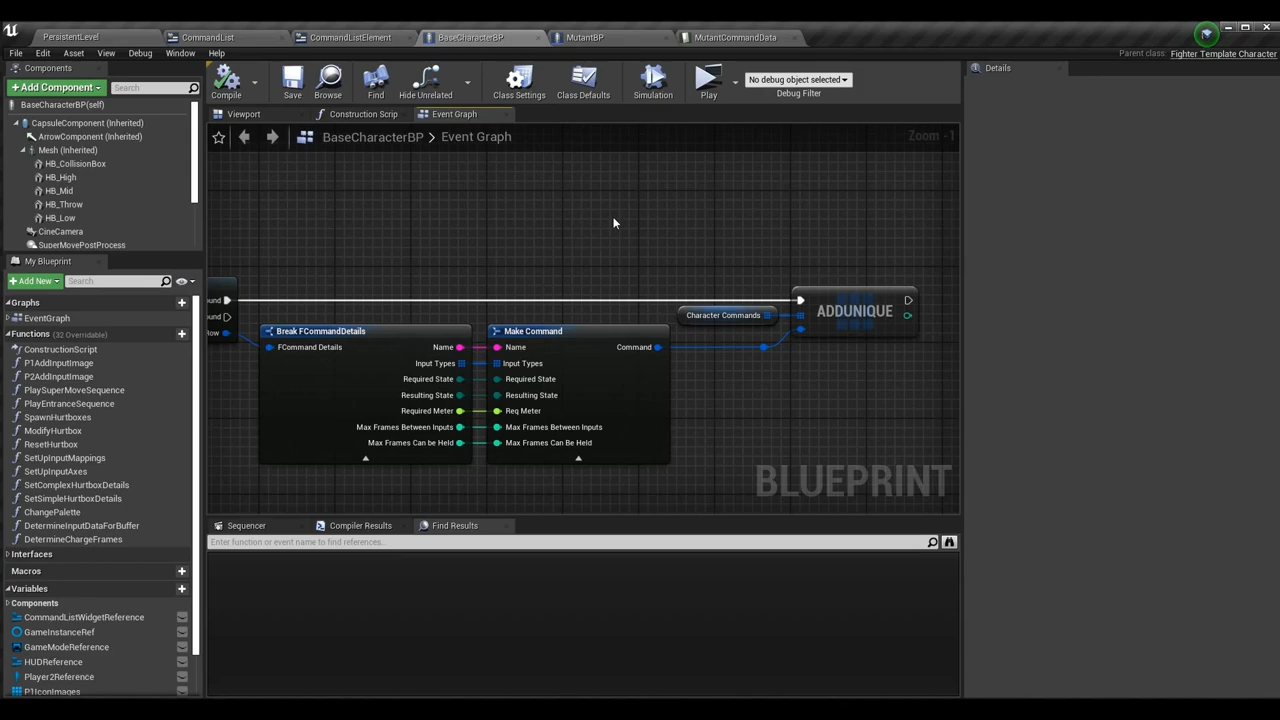 PersistentLevel
CommandList
CommandListElement
BaseCharacterBP
MutantBP
MutantCommandData
File Edit Asset View Debug Window Help
Parent class: Fighter Template Character
Components
+ Add Component
Search
BaseCharacterBP(self)
CapsuleComponent (Inherited)
ArrowComponent (Inherited)
Mesh (Inherited)
HB_CollisionBox
HB_High
HB_Mid
HB_Throw
HB_Low
CineCamera
SuperMovePostProcess
My Blueprint
+ Add New
Search
Graphs
EventGraph
Functions (32 Overridable)
ConstructionScript
P1AddInputImage
P2AddInputImage
PlaySuperMoveSequence
PlayEntranceSequence
SpawnHurtboxes
ModifyHurtbox
ResetHurtbox
SetUpInputMappings
SetUpInputAxes
SetComplexHurtboxDetails
SetSimpleHurtboxDetails
ChangePalette
DetermineInputDataForBuffer
DetermineChargeFrames
Interfaces
Macros
Variables
Components
CommandListWidgetReference
GameInstanceRef
GameModeReference
HUDReference
Player2Reference
P1IconImages
Compile
Save
Browse
Find
Hide Unrelated
Class Settings
Class Defaults
Simulation
Play
No debug object selected
Debug Filter
Viewport
Construction Scrip
Event Graph
BaseCharacterBP > Event Graph
Zoom -1
ound
ound
Row
Break FCommandDetails
FCommand Details
Name
Input Types
Required State
Resulting State
Required Meter
Max Frames Between Inputs
Max Frames Can be Held
Make Command
Name
Command
Input Types
Required State
Resulting State
Req Meter
Max Frames Between Inputs
Max Frames Can Be Held
Character Commands
ADDUNIQUE
BLUEPRINT
Sequencer
Compiler Results
Find Results
Enter function or event name to find references...
Details